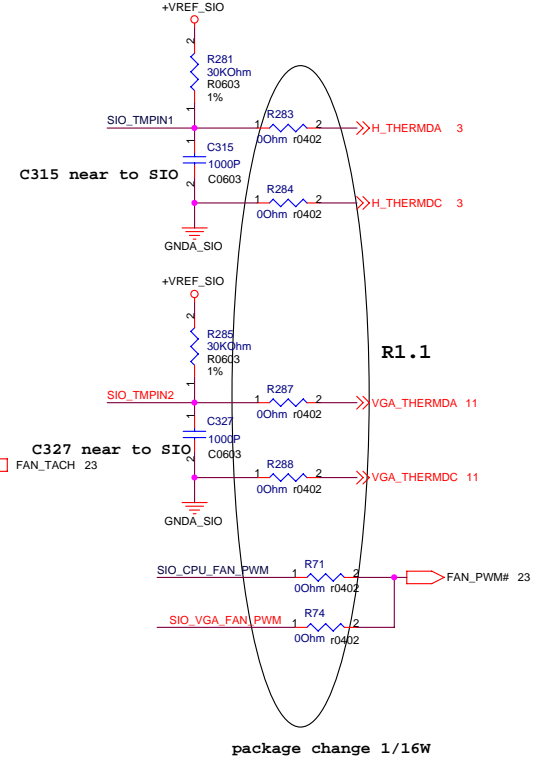 +VREF_SIO
2
R281
30KOhm
R0603
1%
1
SIO_TMPIN1
R283
1 2
0Ohm r0402
H_THERMDA 3
1
C315
1000P
C0603
2
C315 near to SIO
R284
1 2
0Ohm r0402
H_THERMDC 3
GNDA_SIO
+VREF_SIO
2
R285
30KOhm
R0603
1%
1
R1.1
SIO_TMPIN2
R287
1 2
0Ohm r0402
VGA_THERMDA 11
1
C327
1000P
C0603
2
C327 near to SIO
FAN_TACH 23
R288
1 2
0Ohm r0402
VGA_THERMDC 11
GNDA_SIO
SIO_CPU_FAN_PWM
R71
1 2
0Ohm r0402
FAN_PWM# 23
SIO_VGA_FAN_PWM
R74
1 2
0Ohm r0402
package change 1/16W